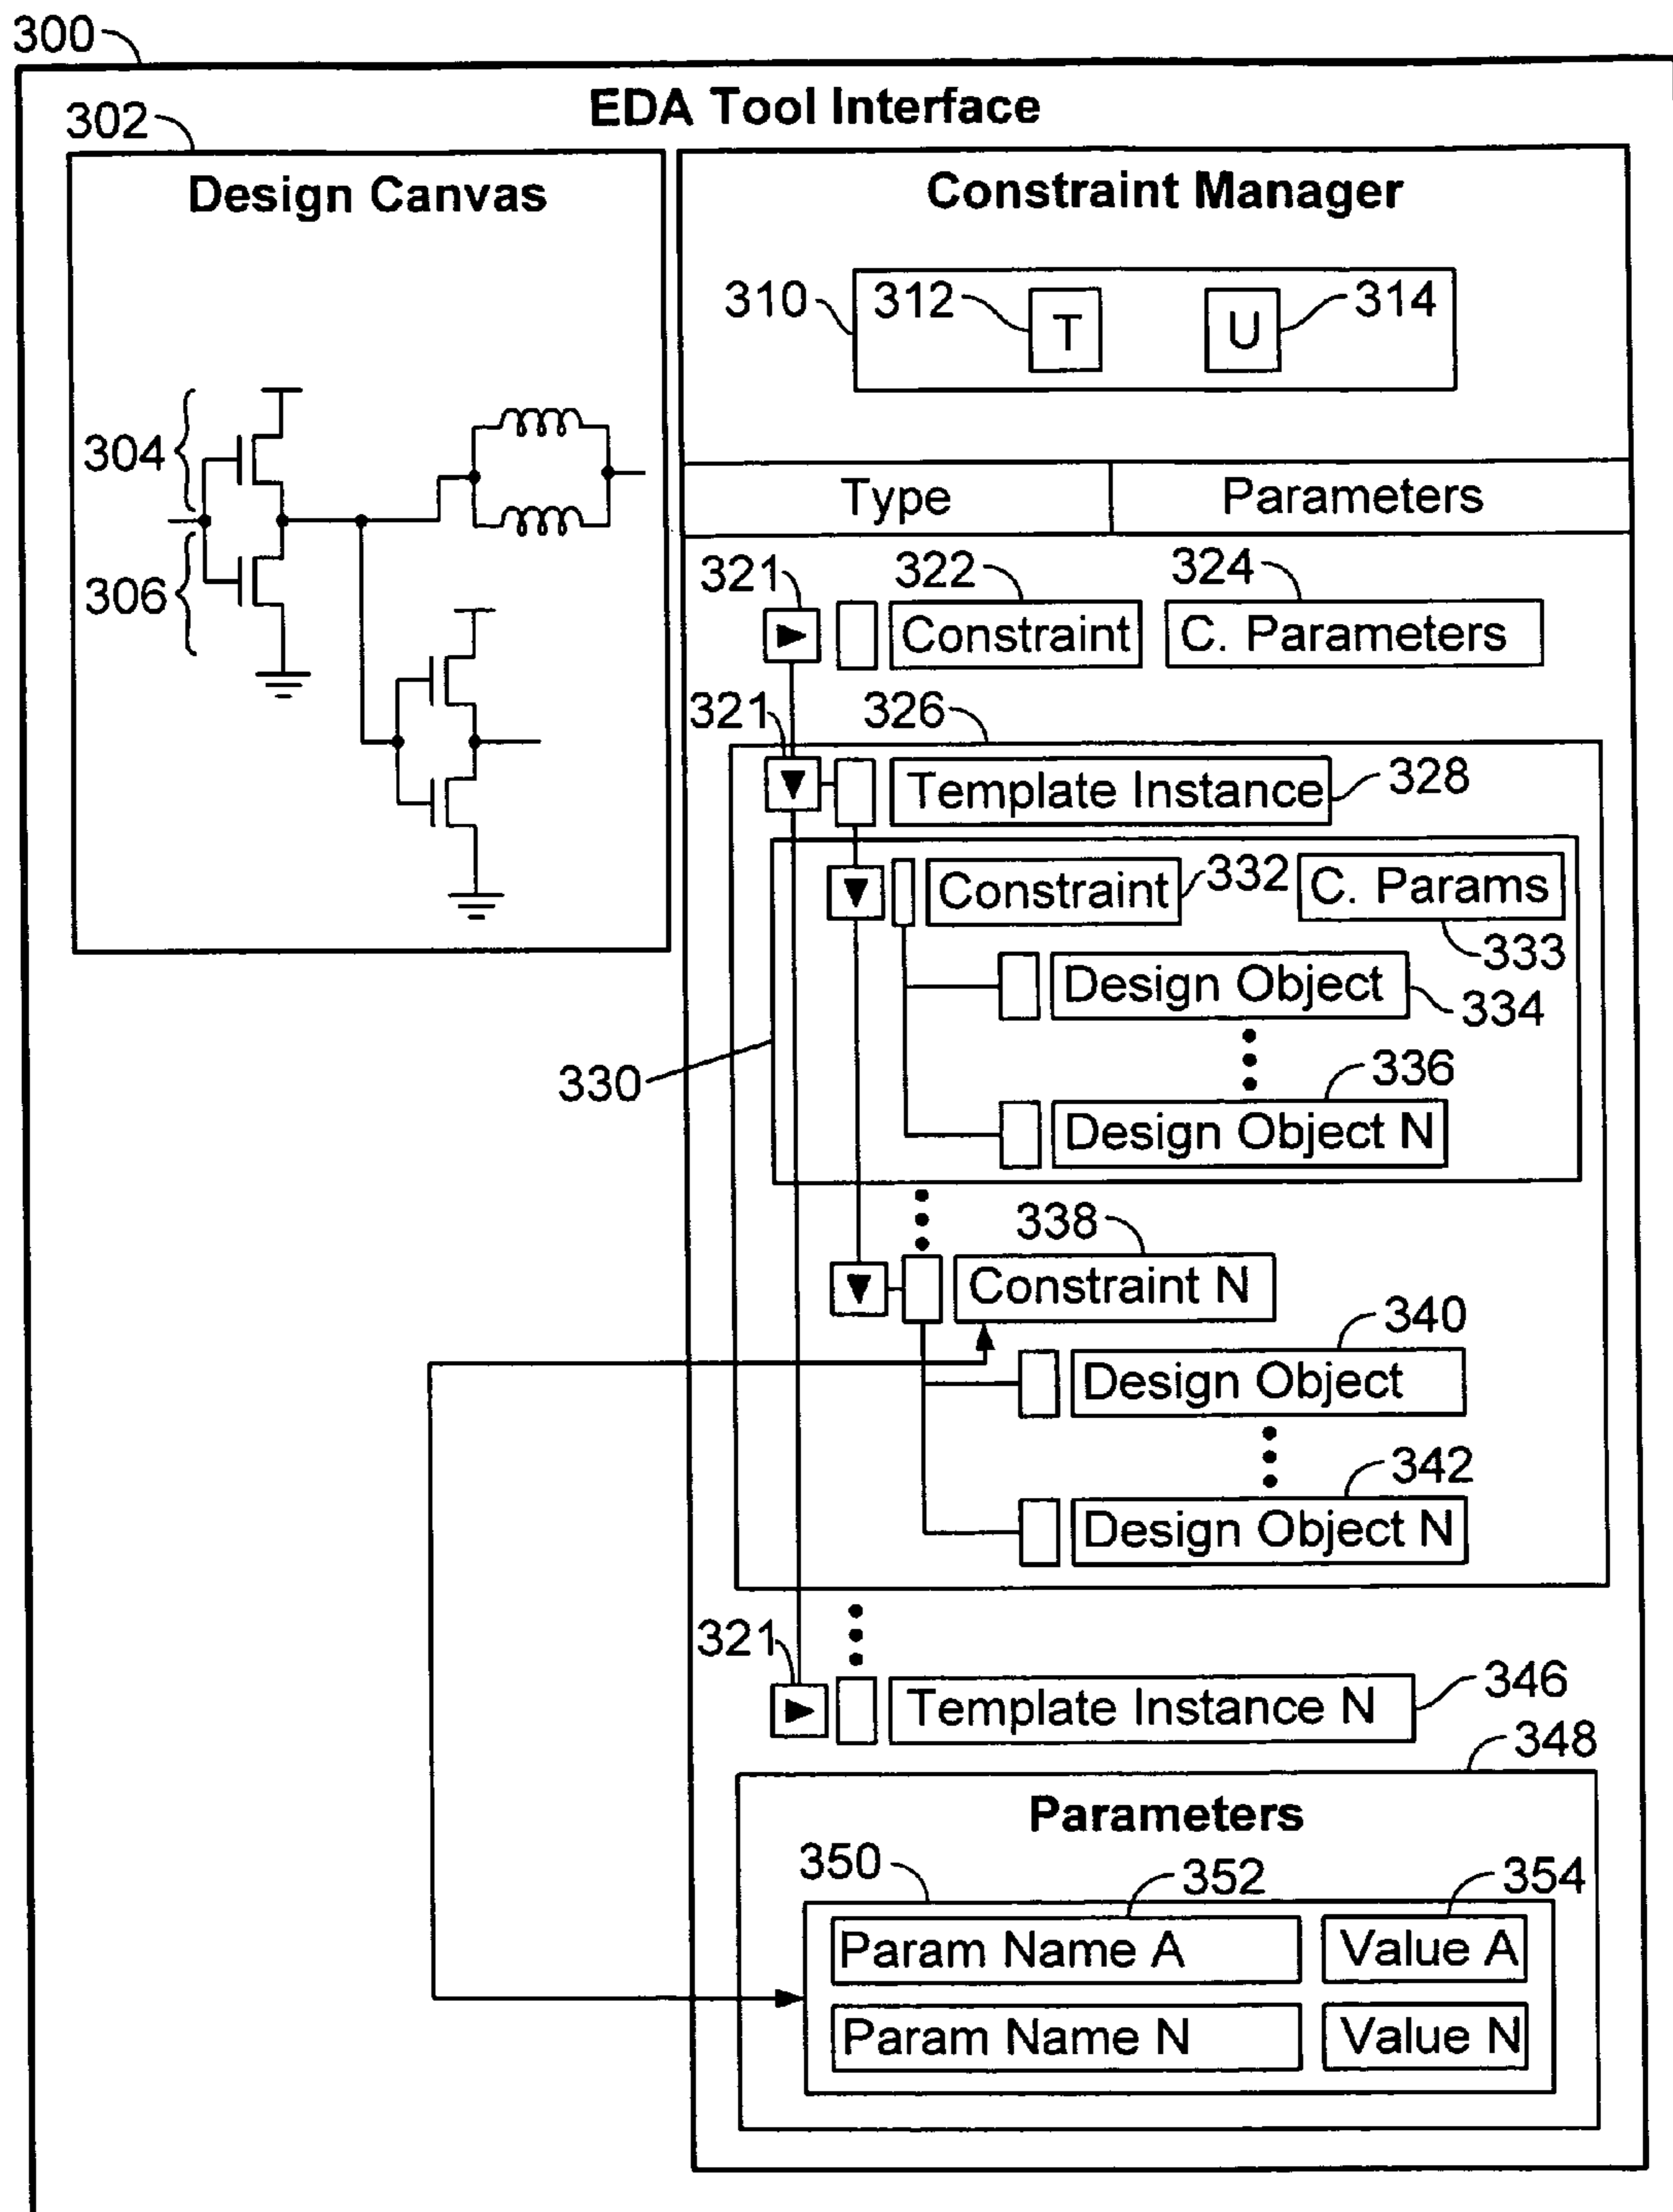 300
EDA Tool Interface
302
Design Canvas
304
306
Constraint Manager
310
312
T
U
314
Type
Parameters
321
322
324
Constraint
C. Parameters
321
326
Template Instance
328
Constraint
332
C. Params
333
Design Object
334
330
336
Design Object N
338
Constraint N
340
Design Object
342
Design Object N
321
Template Instance N
346
348
Parameters
350
352
354
Param Name A
Value A
Param Name N
Value N